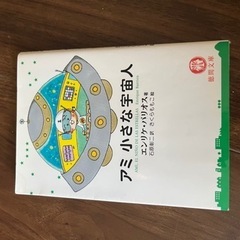 徳間文庫
アミ 小さな宇宙人
エンリケ・バリオス 著
石原彰二 訳 さくらももこ 絵